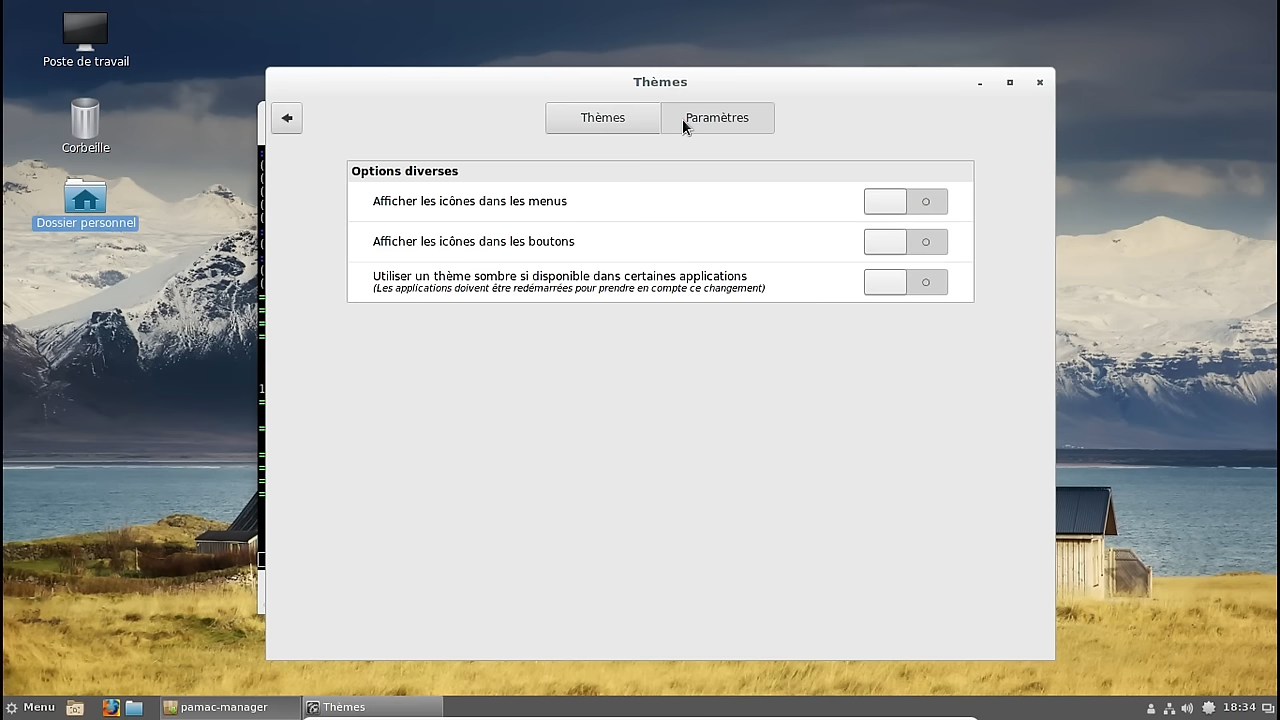 Poste de travail
Corbeille
Dossier personnel
Thèmes
Thèmes
Paramètres
Options diverses
Afficher les icônes dans les menus
Afficher les icônes dans les boutons
Utiliser un thème sombre si disponible dans certaines applications
(Les applications doivent être redémarrées pour prendre en compte ce changement)
Menu
pamac-manager
Thèmes
18:34